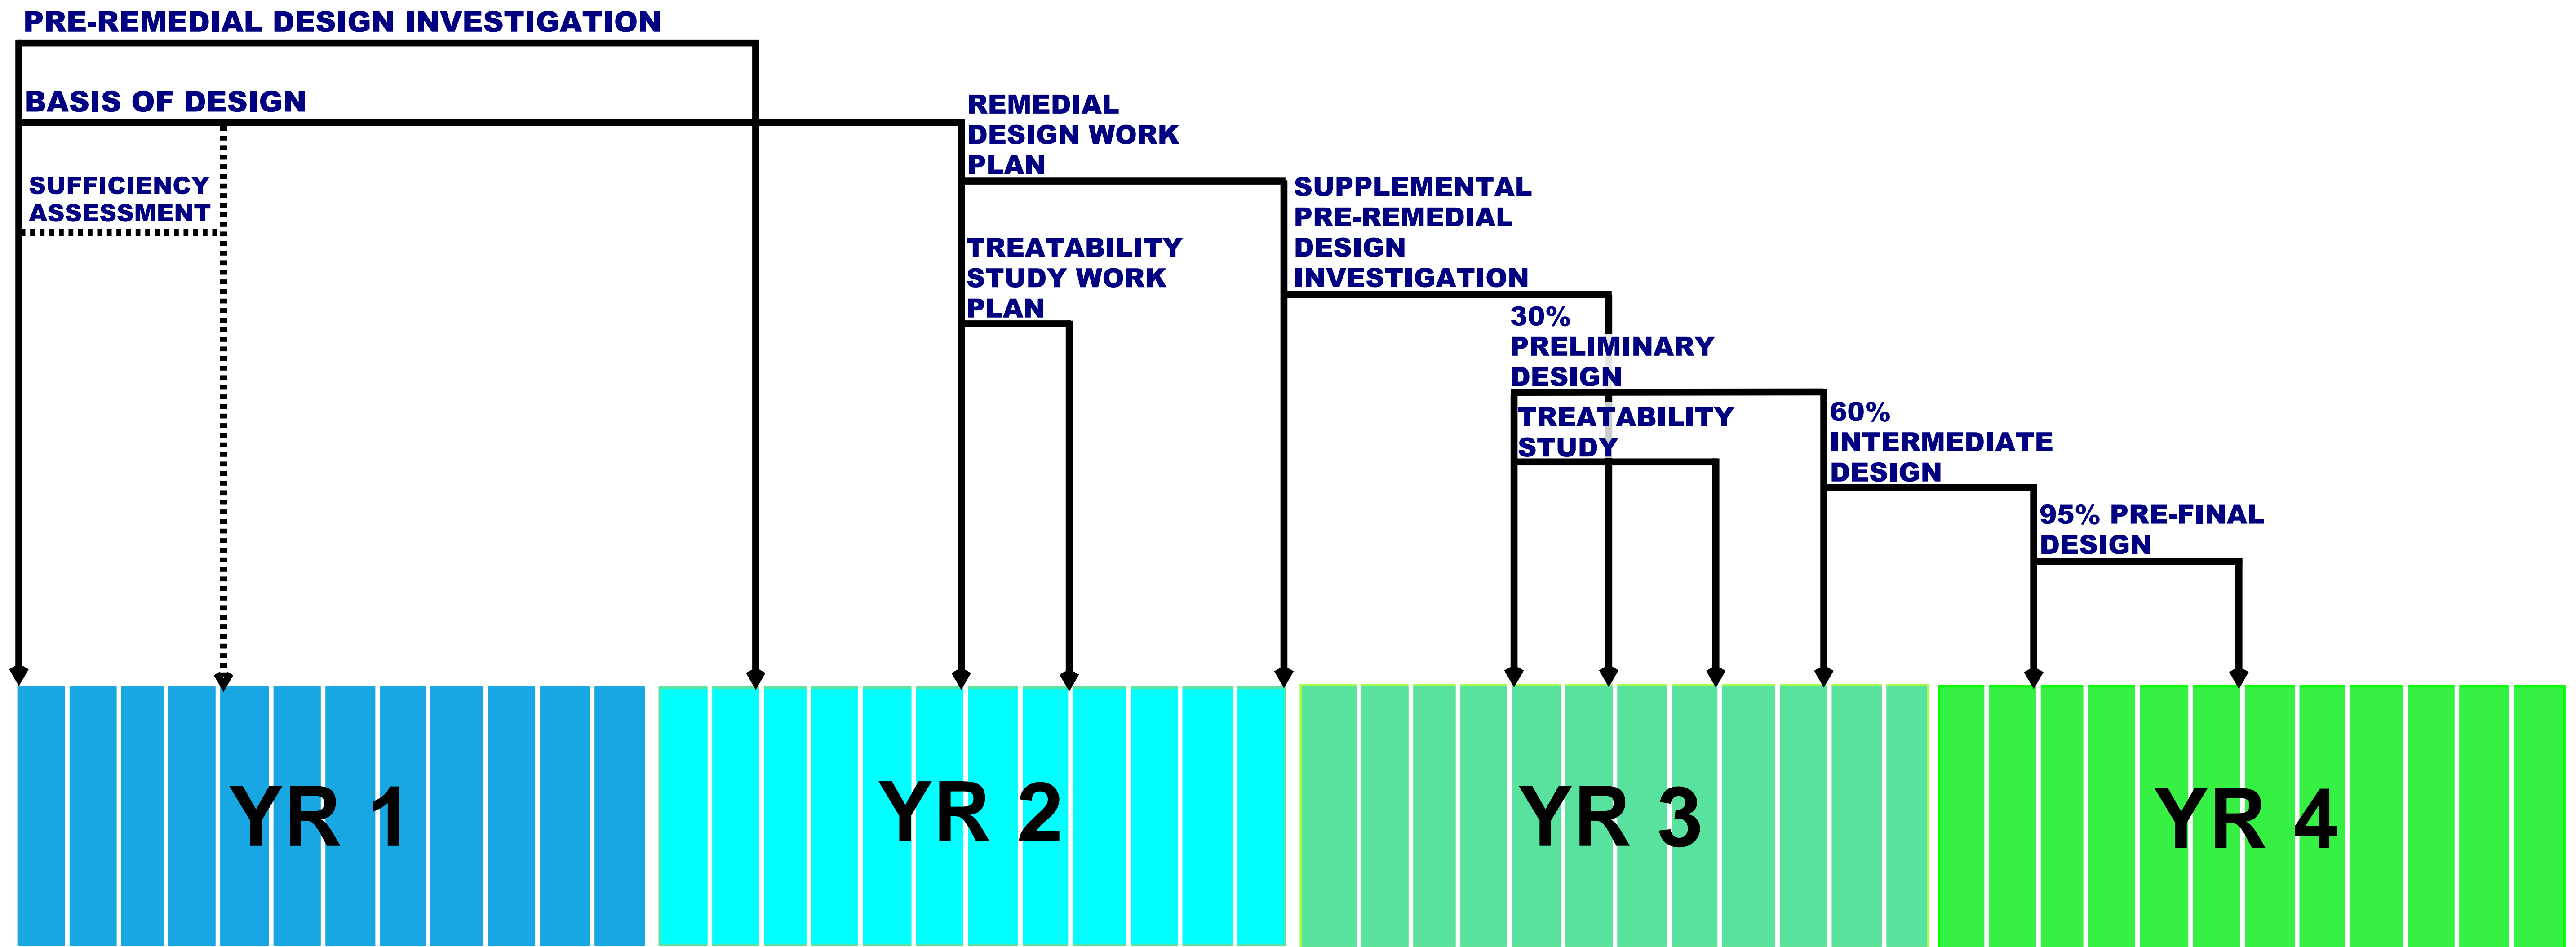 PRE-REMEDIAL DESIGN INVESTIGATION
BASIS OF DESIGN
SUFFICIENCY
ASSESSMENT
REMEDIAL
DESIGN WORK
PLAN
TREATABILITY
STUDY WORK
PLAN
SUPPLEMENTAL
PRE-REMEDIAL
DESIGN
INVESTIGATION
30%
PRELIMINARY
DESIGN
TREATABILITY
STUDY
60%
INTERMEDIATE
DESIGN
95% PRE-FINAL
DESIGN
YR 1
YR 2
YR 3
YR 4